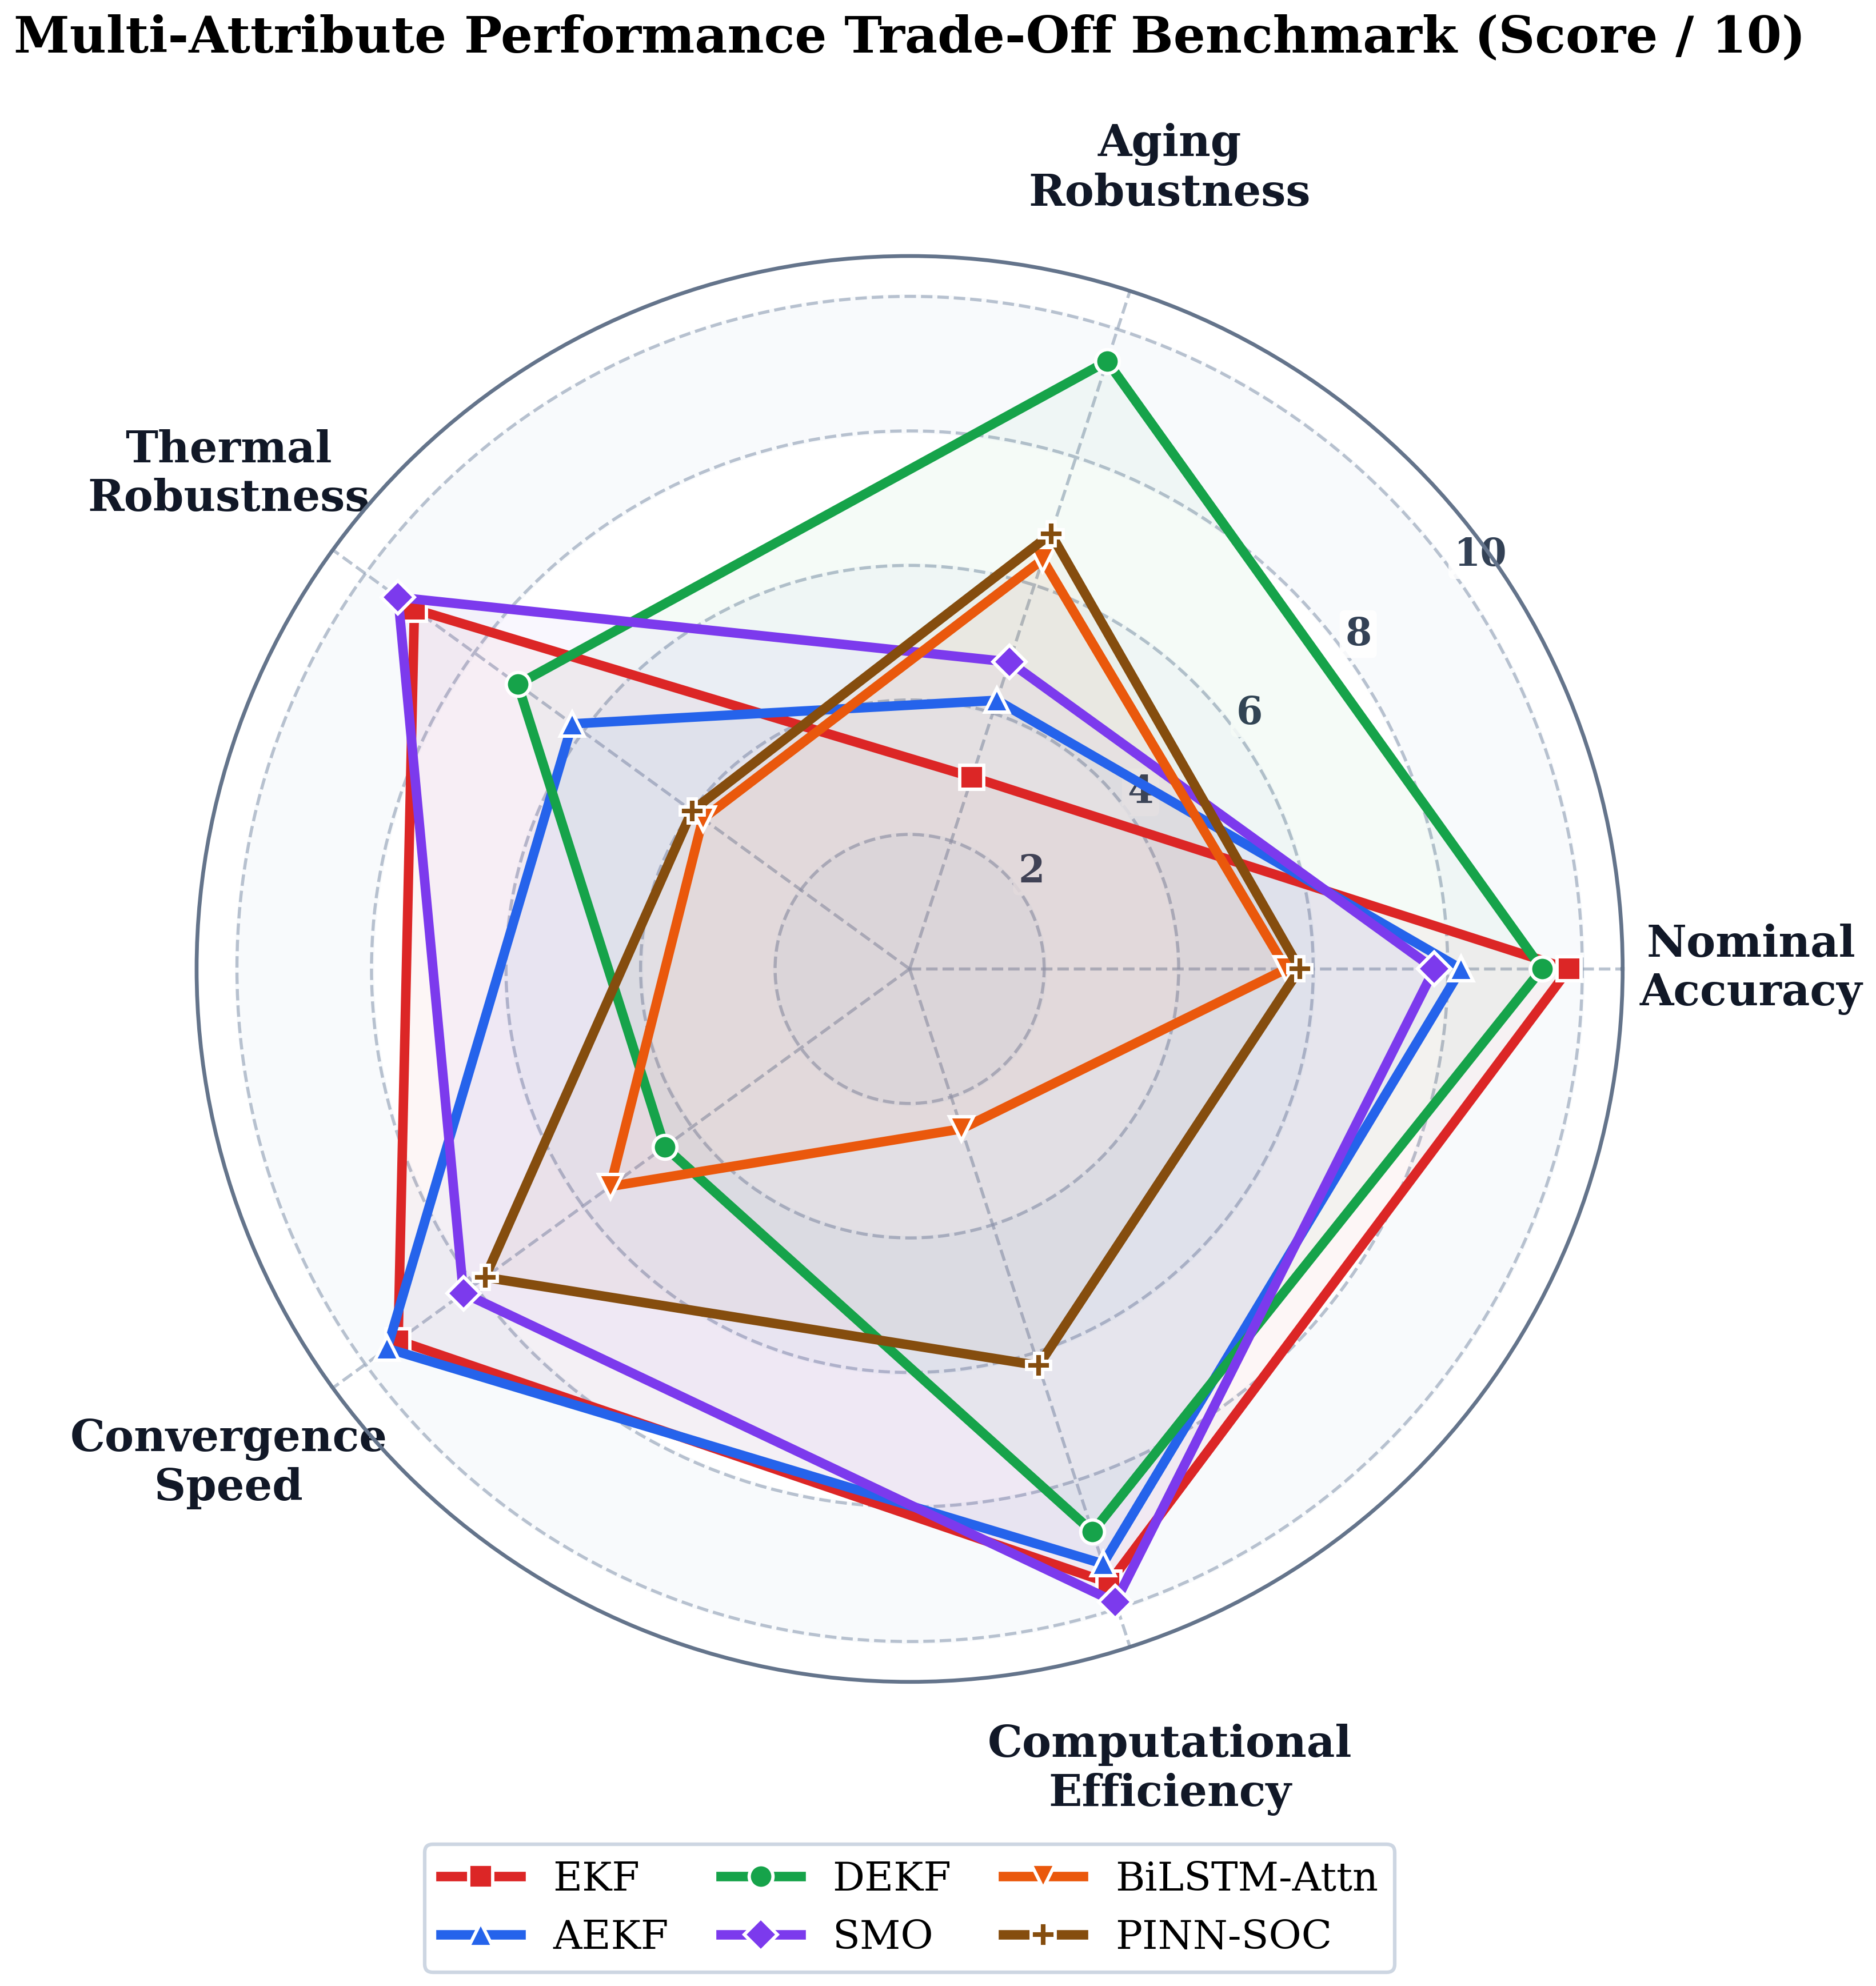 Multi-Attribute Performance Trade-Off Benchmark (Score / 10)
Aging
Robustness
Thermal
Robustness
10
8
6
4
2
Nominal
Accuracy
Convergence
Speed
Computational
Efficiency
EKF
DEKF
BiLSTM-Attn
AEKF
SMO
PINN-SOC